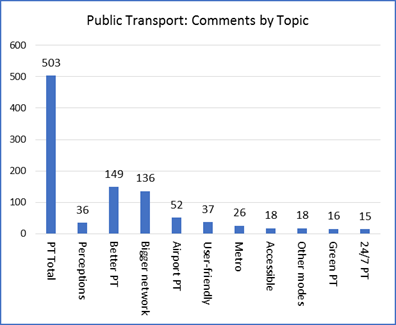 Public Transport: Comments by Topic
600
500
400
300
200
100
0
503
36
149
136
52
37
26
18
18
16
15
PT Total
Perceptions
Better PT
Bigger network
Airport PT
User-friendly
Metro
Accessible
Other modes
Green PT
24/7 PT